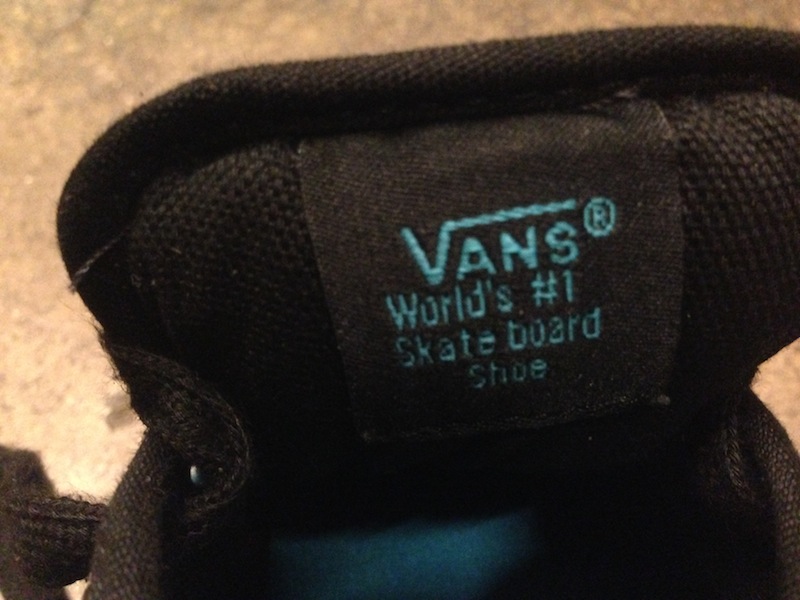 VANS®
World's #1
Skate board
Shoe